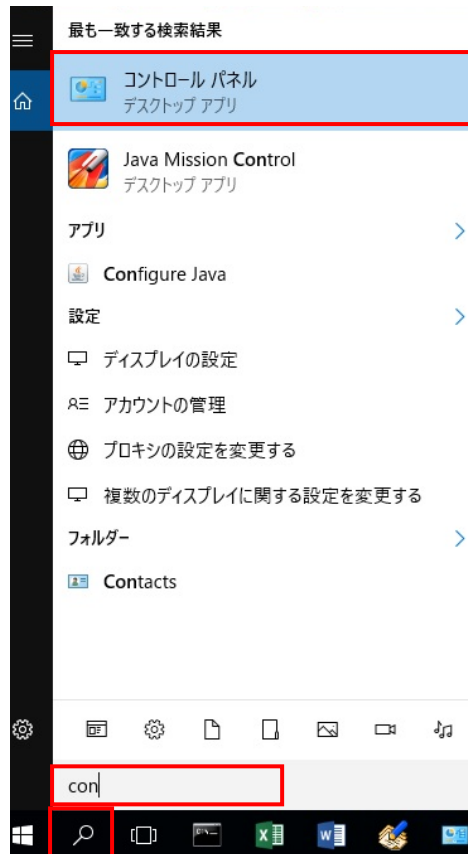 最も一致する検索結果
コントロール パネル
デスクトップ アプリ
Java Mission Control
デスクトップ アプリ
アプリ
Configure Java
設定
ディスプレイの設定
アカウントの管理
プロキシの設定を変更する
複数のディスプレイに関する設定を変更する
フォルダー
Contacts
con